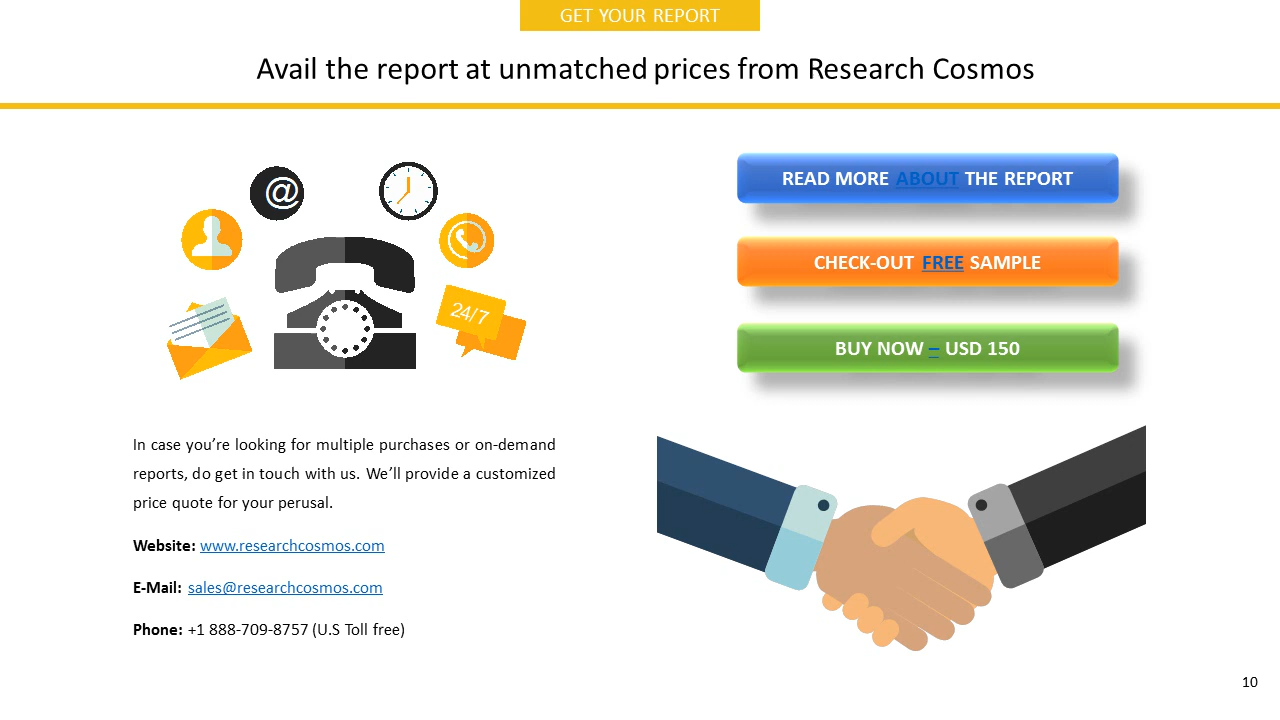 GET YOUR REPORT
Avail the report at unmatched prices from Research Cosmos
@
24/7
READ MORE ABOUT THE REPORT
CHECK-OUT FREE SAMPLE
BUY NOW – USD 150
In case you’re looking for multiple purchases or on-demand
reports, do get in touch with us. We’ll provide a customized
price quote for your perusal.
Website: www.researchcosmos.com
E-Mail: sales@researchcosmos.com
Phone: +1 888-709-8757 (U.S Toll free)
10